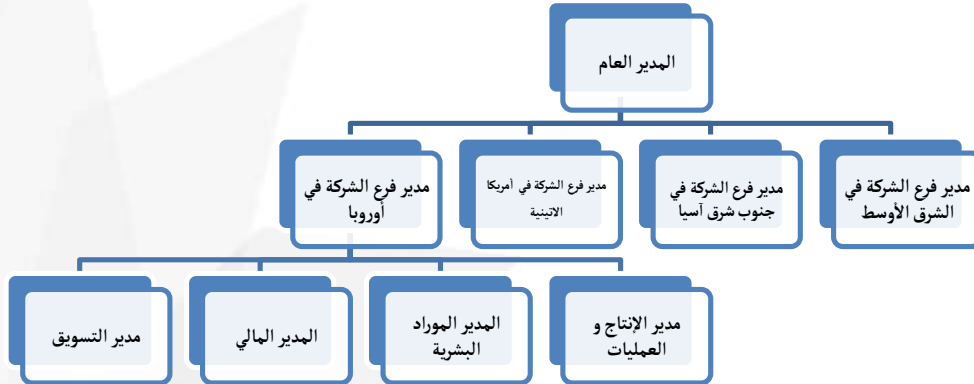 المدير العام
مدير فرع الشركة في
الشرق الأوسط
مدير فرع الشركة في
جنوب شرق آسيا
مدير فرع الشركة في أمريكا
الاتينية
مدير فرع الشركة في
أوروبا
مدير الإنتاج و
العمليات
المدير الموراد
البشرية
المدير المالي
مدير التسويق